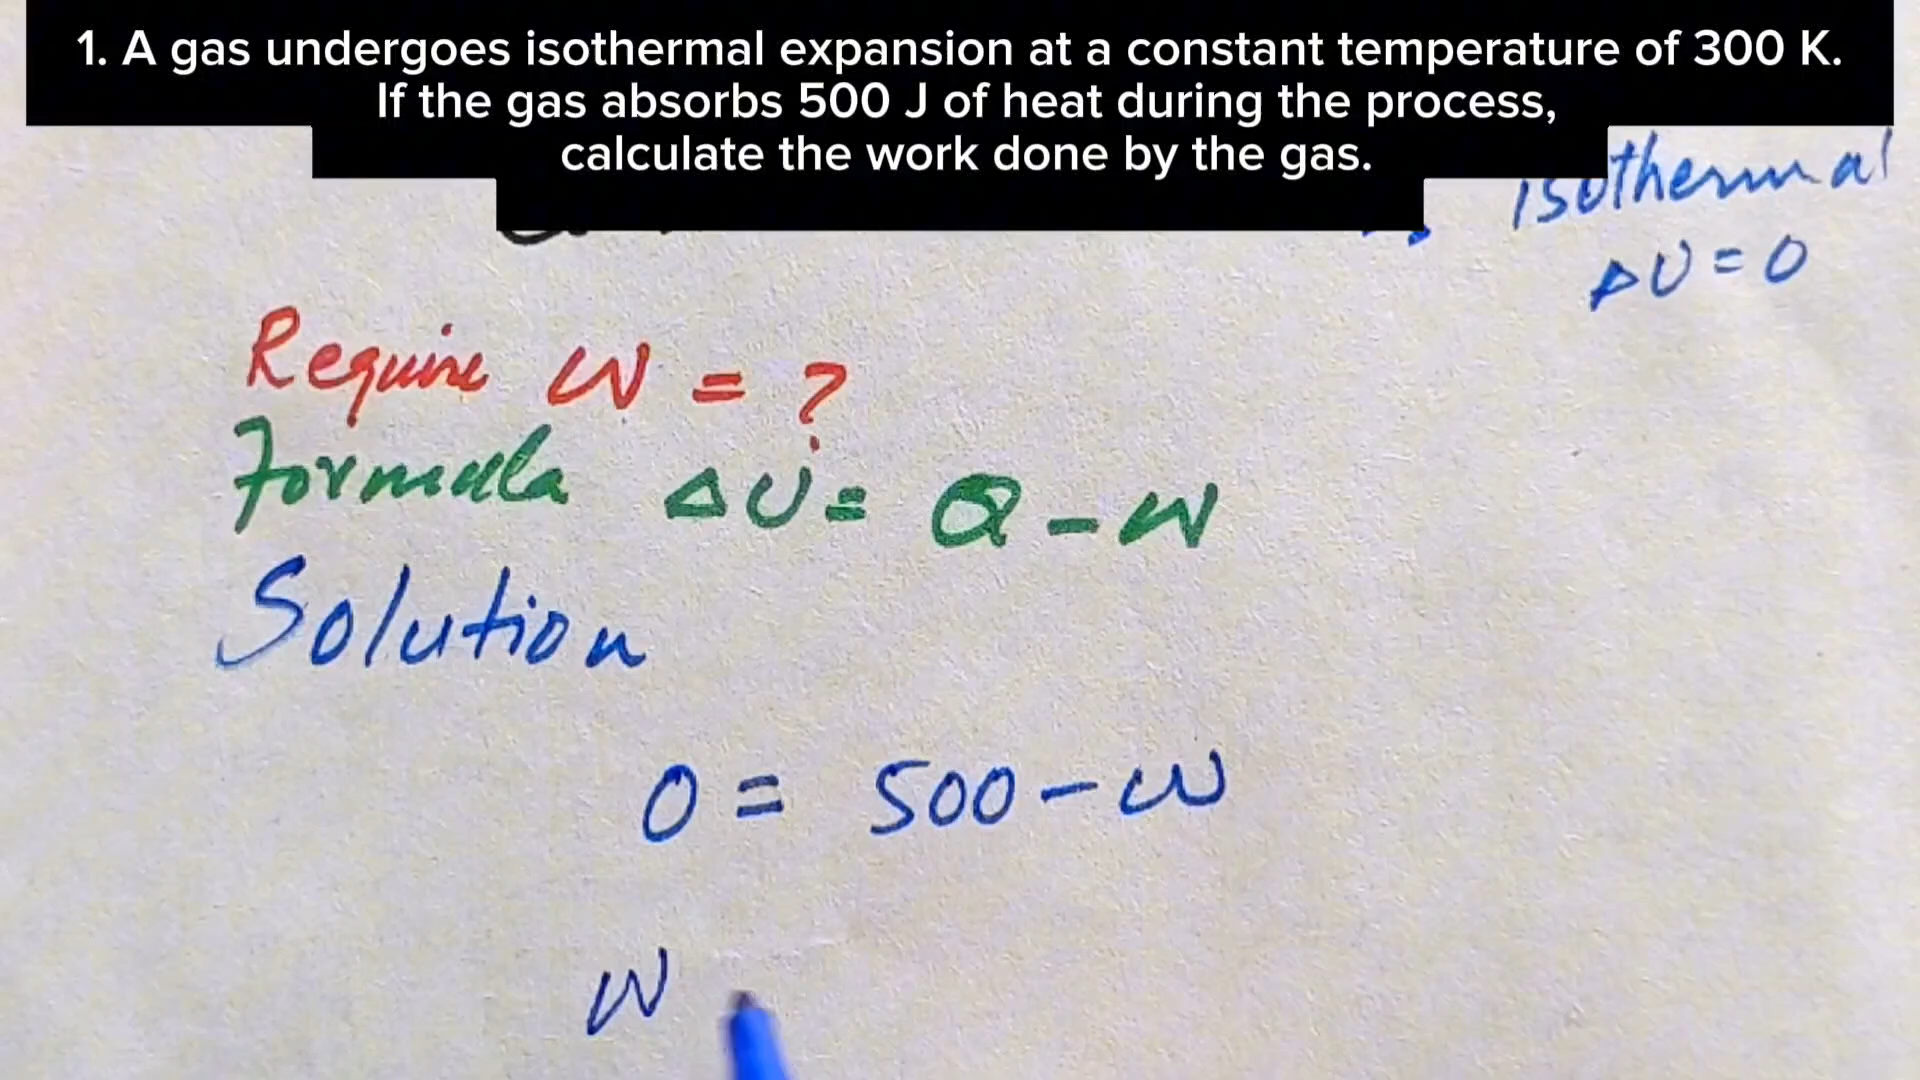 1. A gas undergoes isothermal expansion at a constant temperature of 300 K.
If the gas absorbs 500 J of heat during the process,
calculate the work done by the gas.
isothermal
ΔU = 0
Require W = ?
Formula ΔU = Q - W
Solution
0 = 500 - W
W